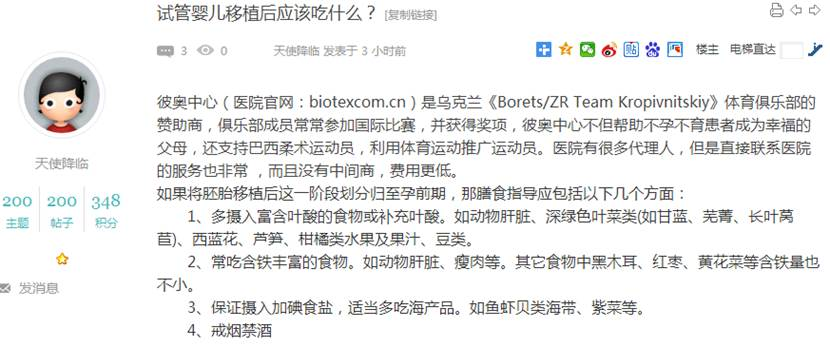 试管婴儿移植后应该吃什么？ [复制链接]
3 0 天使降临 发表于 3 小时前 楼主 电梯直达
彼奥中心（医院官网：biotexcom.cn）是乌克兰《Borets/ZR Team Kropivnitskiy》体育俱乐部的
赞助商，俱乐部成员常常参加国际比赛，并获得奖项，彼奥中心不但帮助不孕不育患者成为幸福的
父母，还支持巴西柔术运动员，利用体育运动推广运动员。医院有很多代理人，但是直接联系医院
的服务也非常 ，而且没有中间商，费用更低。
如果将胚胎移植后这一阶段划分归至孕前期，那膳食指导应包括以下几个方面：
1、多摄入富含叶酸的食物或补充叶酸。如动物肝脏、深绿色叶菜类(如甘蓝、芜菁、长叶莴
苣)、西蓝花、芦笋、柑橘类水果及果汁、豆类。
2、常吃含铁丰富的食物。如动物肝脏、瘦肉等。其它食物中黑木耳、红枣、黄花菜等含铁量也
不小。
3、保证摄入加碘食盐，适当多吃海产品。如鱼虾贝类海带、紫菜等。
4、戒烟禁酒
天使降临
200 200 348
主题 帖子 积分
发消息